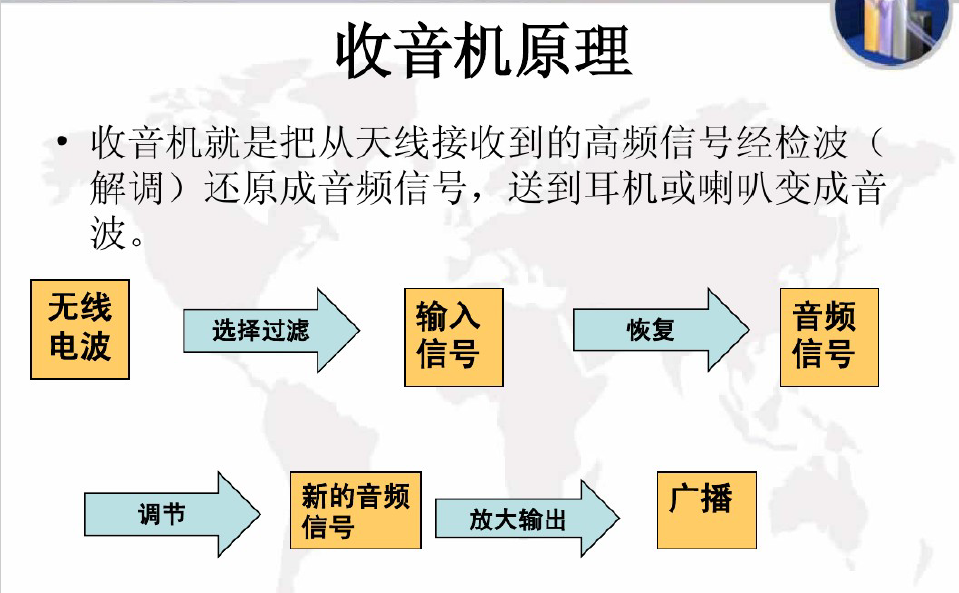 收音机原理
• 收音机就是把从天线接收到的高频信号经检波（
解调）还原成音频信号，送到耳机或喇叭变成音
波。
无线
电波
选择过滤
输入
信号
恢复
音频
信号
调节
新的音频
信号
放大输出
广播